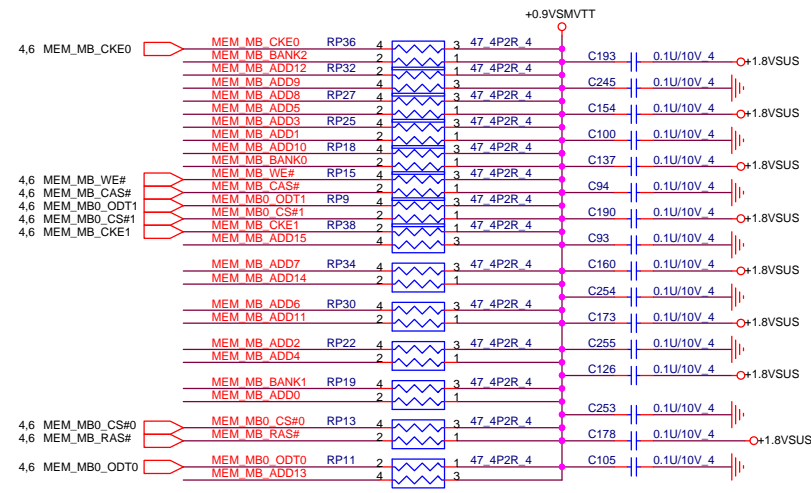 +0.9VSMVTT
4,6 MEM_MB_CKE0 MEM_MB_CKE0 RP36 4 3 47_4P2R_4
MEM_MB_BANK2 2 1 C193 0.1U/10V_4 +1.8VSUS
MEM_MB_ADD12 RP32 2 1 47_4P2R_4
MEM_MB_ADD9 4 3 C245 0.1U/10V_4
MEM_MB_ADD8 RP27 4 3 47_4P2R_4
MEM_MB_ADD5 2 1 C154 0.1U/10V_4 +1.8VSUS
MEM_MB_ADD3 RP25 4 3 47_4P2R_4
MEM_MB_ADD1 2 1 C100 0.1U/10V_4
MEM_MB_ADD10 RP18 4 3 47_4P2R_4
MEM_MB_BANK0 2 1 C137 0.1U/10V_4 +1.8VSUS
4,6 MEM_MB_WE# MEM_MB_WE# RP15 4 3 47_4P2R_4
4,6 MEM_MB_CAS# MEM_MB_CAS# 2 1 C94 0.1U/10V_4
4,6 MEM_MB0_ODT1 MEM_MB0_ODT1 RP9 4 3 47_4P2R_4
4,6 MEM_MB0_CS#1 MEM_MB0_CS#1 2 1 C190 0.1U/10V_4 +1.8VSUS
4,6 MEM_MB_CKE1 MEM_MB_CKE1 RP38 2 1 47_4P2R_4
MEM_MB_ADD15 4 3 C93 0.1U/10V_4
MEM_MB_ADD7 RP34 4 3 47_4P2R_4 C160 0.1U/10V_4 +1.8VSUS
MEM_MB_ADD14 2 1
C254 0.1U/10V_4
MEM_MB_ADD6 RP30 4 3 47_4P2R_4
MEM_MB_ADD11 2 1 C173 0.1U/10V_4 +1.8VSUS
MEM_MB_ADD2 RP22 4 3 47_4P2R_4 C255 0.1U/10V_4
MEM_MB_ADD4 2 1
C126 0.1U/10V_4 +1.8VSUS
MEM_MB_BANK1 RP19 4 3 47_4P2R_4
MEM_MB_ADD0 2 1
C253 0.1U/10V_4
4,6 MEM_MB0_CS#0 MEM_MB0_CS#0 RP13 4 3 47_4P2R_4
4,6 MEM_MB_RAS# MEM_MB_RAS# 2 1 C178 0.1U/10V_4 +1.8VSUS
4,6 MEM_MB0_ODT0 MEM_MB0_ODT0 RP11 2 1 47_4P2R_4 C105 0.1U/10V_4
MEM_MB_ADD13 4 3